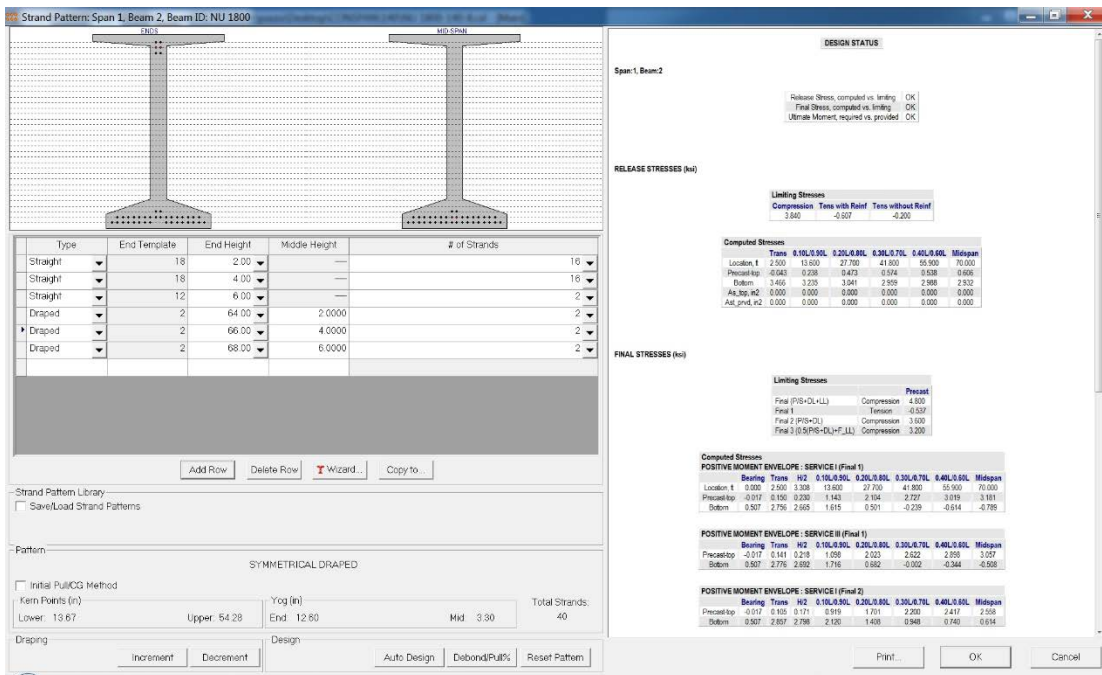 Strand Pattern: Span 1, Beam 2, Beam ID: NU 1800
ENDS
MID-SPAN
Type End Template End Height Middle Height # of Strands
Straight 18 2.00 — 16
Straight 18 4.00 — 16
Straight 12 6.00 — 2
Draped 2 64.00 2.0000 2
Draped 2 66.00 4.0000 2
Draped 2 68.00 6.0000 2
Add Row Delete Row T Wizard... Copy to ...
Strand Pattern Library
Save/Load Strand Patterns
Pattern
SYMMETRICAL DRAPED
Initial Pull/CG Method
Kern Points (in) Ycg (in) Total Strands:
Lower: 13.67 Upper: 54.28 End 12.60 Mid 3.30 40
Draping Design
Increment Decrement Auto Design Debond/Pull% Reset Pattern
DESIGN STATUS
Span:1, Beam:2
Release Stress, computed vs. limiting OK
Final Stress, computed vs. limiting OK
Ultimate Moment, required vs. provided OK
RELEASE STRESSES (ksi)
Limiting Stresses
Compression Tens with Reinf Tens without Reinf
3.840 -0.607 -0.200
Computed Stresses
Trans 0.10L/0.90L 0.20L/0.80L 0.30L/0.70L 0.40L/0.60L Midspan
Location, ft 2.500 13.600 27.700 41.800 55.900 70.000
Precast-top -0.043 0.238 0.473 0.574 0.538 0.606
Bottom 3.466 3.235 3.041 2.959 2.988 2.932
As_top, in2 0.000 0.000 0.000 0.000 0.000 0.000
Ast_prvd, in2 0.000 0.000 0.000 0.000 0.000 0.000
FINAL STRESSES (ksi)
Limiting Stresses
Precast
Final (P/S+DL+LL) Compression 4.800
Final 1 Tension -0.537
Final 2 (P/S+DL) Compression 3.600
Final 3 (0.5(P/S+DL)+F_LL) Compression 3.200
Computed Stresses
POSITIVE MOMENT ENVELOPE : SERVICE I (Final 1)
Bearing Trans H/2 0.10L/0.90L 0.20L/0.80L 0.30L/0.70L 0.40L/0.60L Midspan
Location, ft 0.000 2.500 3.308 13.600 27.700 41.800 55.900 70.000
Precast-top -0.017 0.150 0.230 1.143 2.104 2.727 3.019 3.181
Bottom 0.507 2.756 2.665 1.615 0.501 -0.239 -0.614 -0.789
POSITIVE MOMENT ENVELOPE : SERVICE III (Final 1)
Bearing Trans H/2 0.10L/0.90L 0.20L/0.80L 0.30L/0.70L 0.40L/0.60L Midspan
Precast-top -0.017 0.141 0.218 1.098 2.023 2.622 2.898 3.057
Bottom 0.507 2.776 2.692 1.716 0.682 -0.002 -0.344 -0.508
POSITIVE MOMENT ENVELOPE : SERVICE I (Final 2)
Bearing Trans H/2 0.10L/0.90L 0.20L/0.80L 0.30L/0.70L 0.40L/0.60L Midspan
Precast-top -0.017 0.105 0.171 0.919 1.701 2.200 2.417 2.558
Bottom 0.507 2.857 2.798 2.120 1.408 0.948 0.740 0.614
Print... OK Cancel